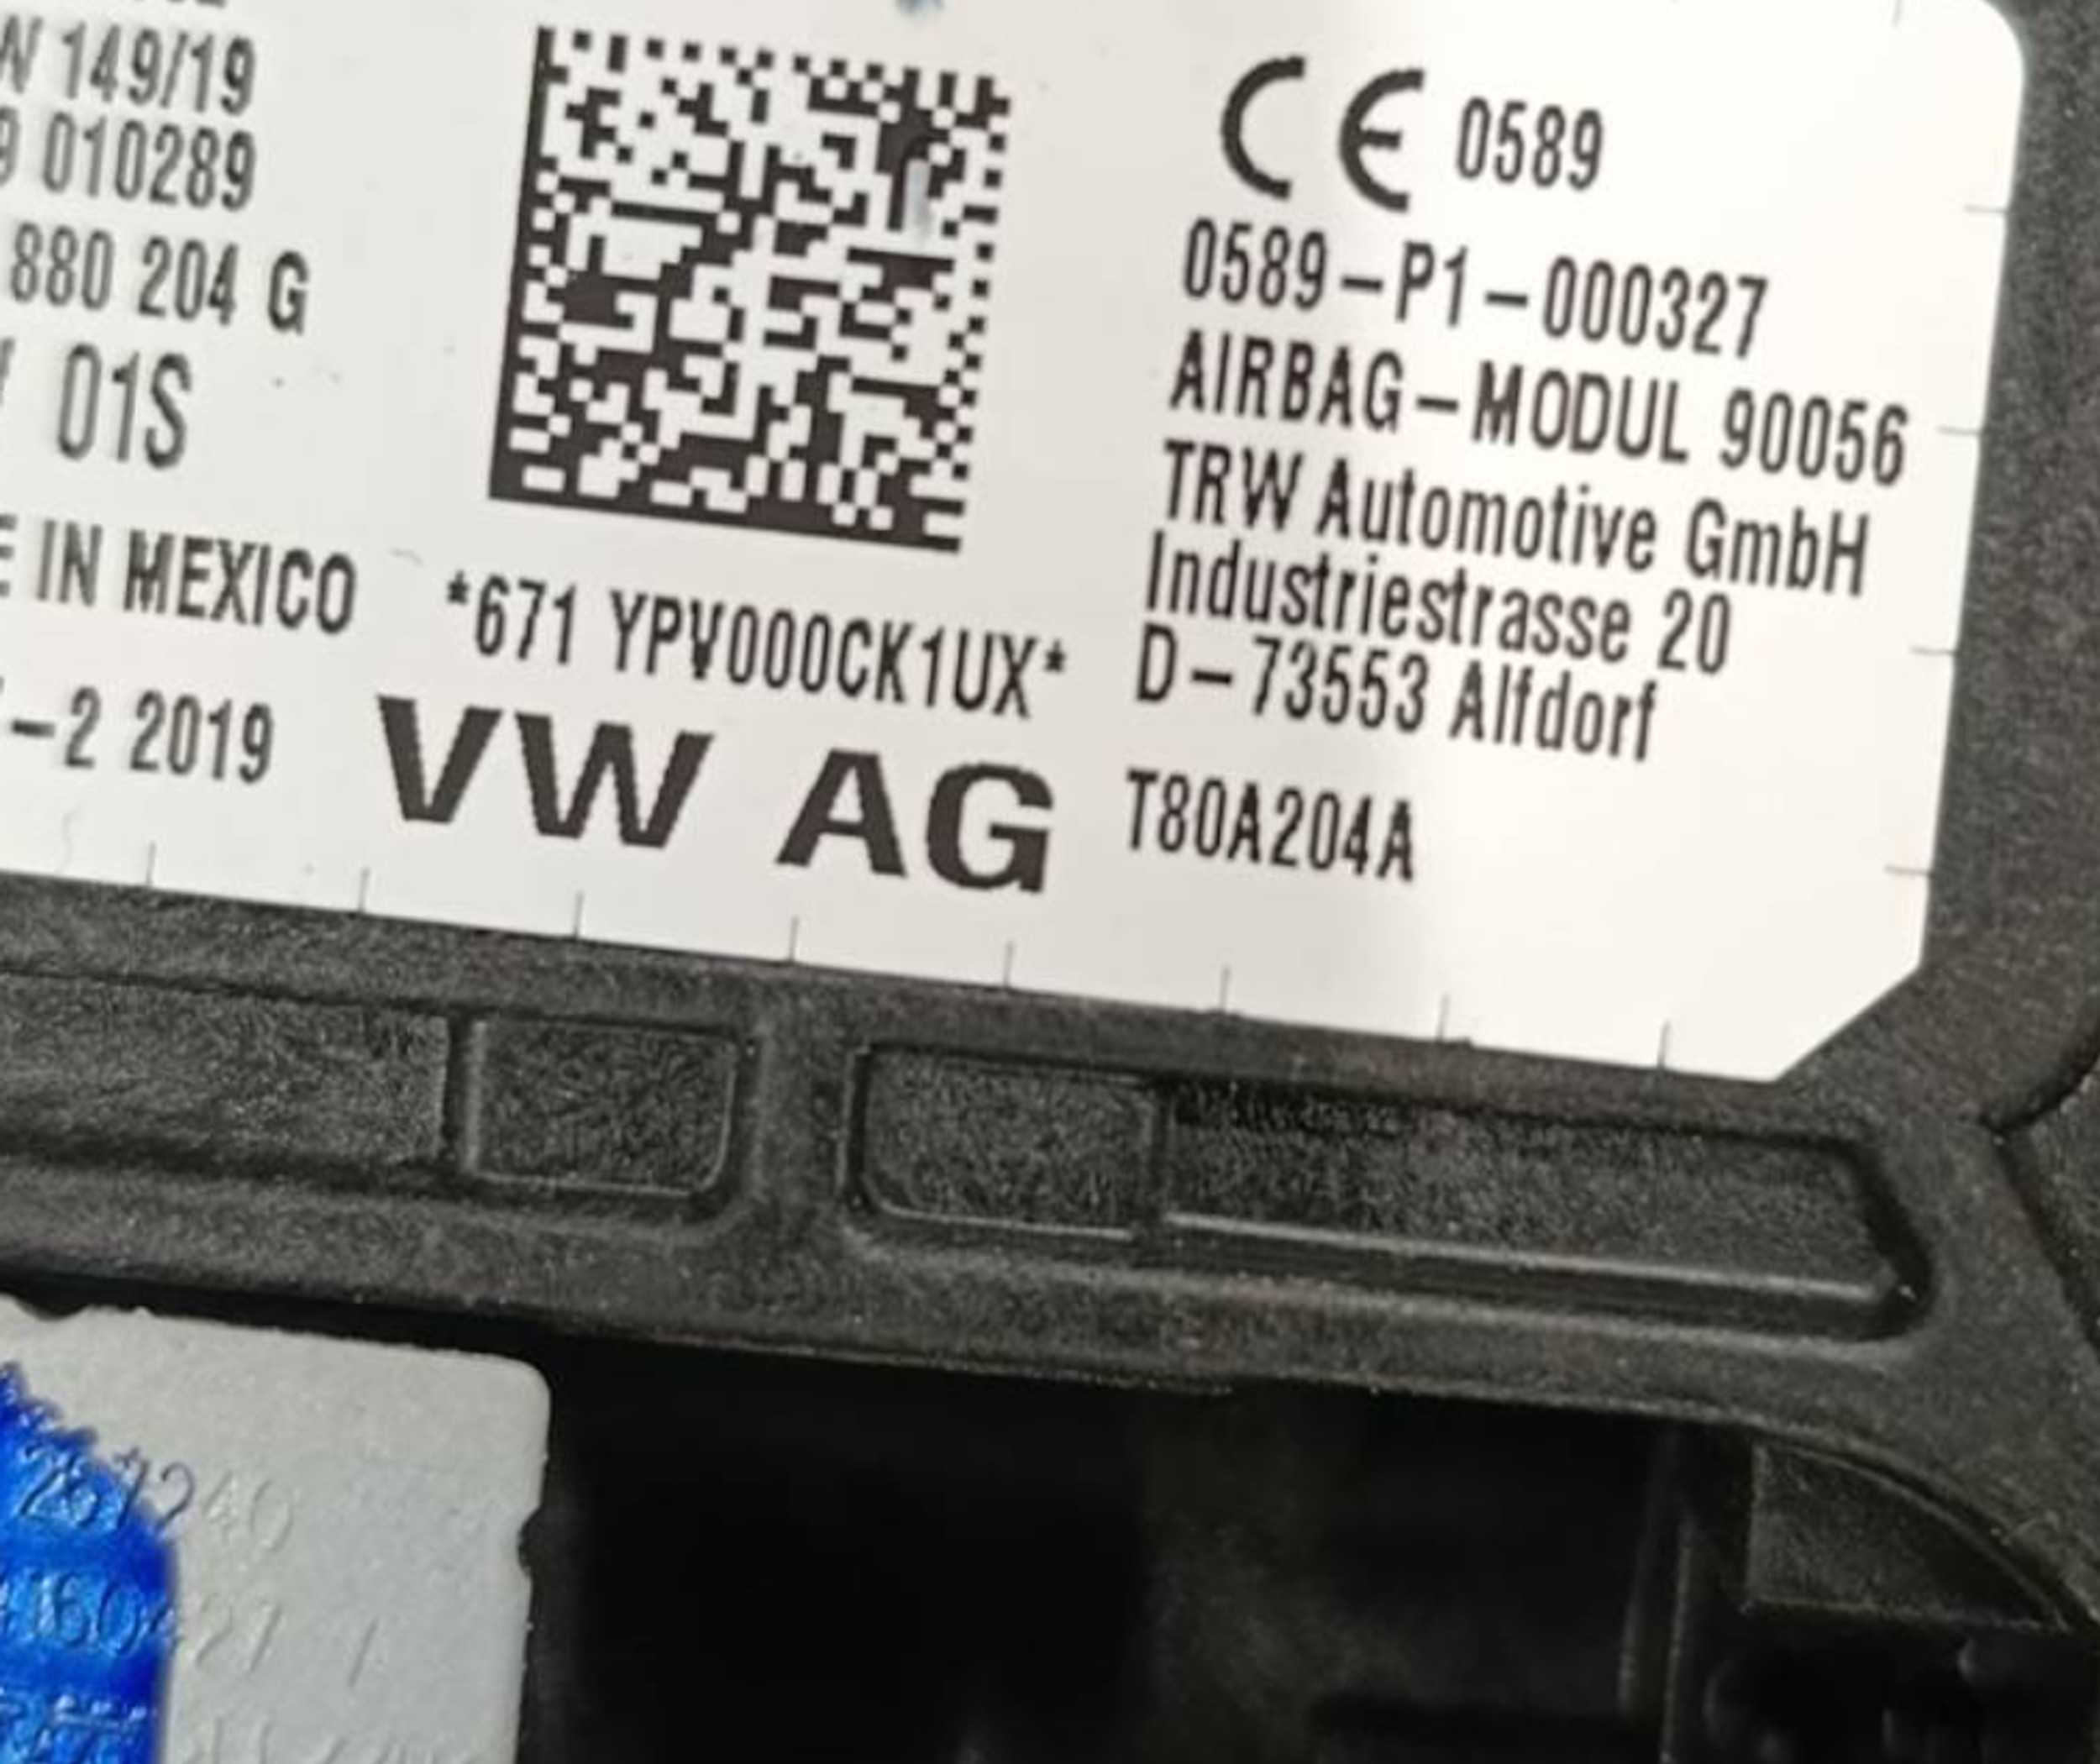 149/19
010289
880 204 G
01S
IN MEXICO
-2 2019
*671 YPV000CK1UX*
VW AG
CE 0589
0589-P1-000327
AIRBAG-MODUL 90056
TRW Automotive GmbH
Industriestrasse 20
D-73553 Alfdorf
T80A204A